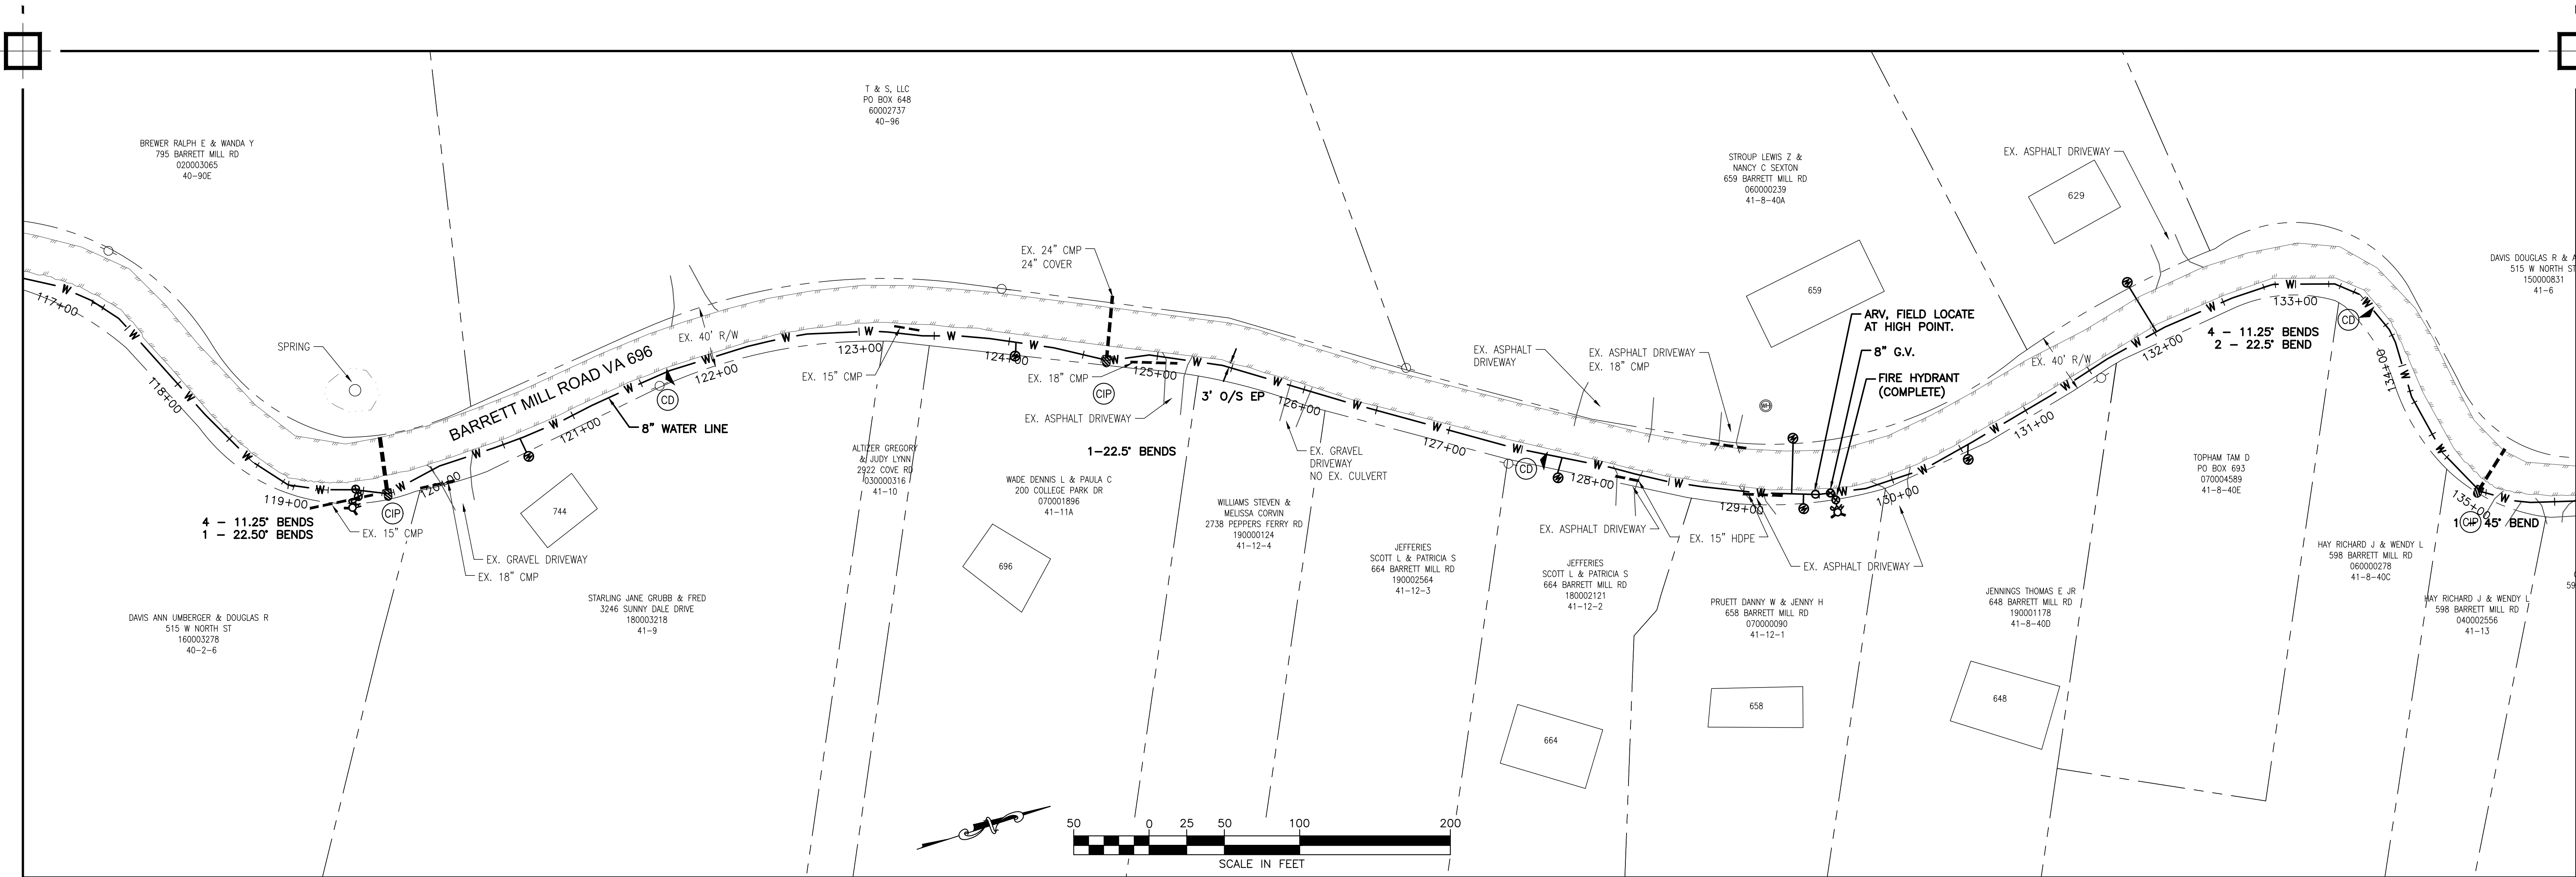 BREWER RALPH E & WANDA Y
795 BARRETT MILL RD
020003065
40-90E
T & S, LLC
PO BOX 648
60002737
40-96
STROUP LEWIS Z &
NANCY C SEXTON
659 BARRETT MILL RD
060000239
41-8-40A
EX. ASPHALT DRIVEWAY
629
DAVIS DOUGLAS R & A
515 W NORTH ST
150000831
41-6
EX. 24" CMP
24" COVER
659
SPRING
BARRETT MILL ROAD VA 696
EX. 40' R/W
EX. 40' R/W
117+00
118+00
119+00
120+00
121+00
122+00
123+00
124+00
125+00
126+00
127+00
128+00
129+00
130+00
131+00
132+00
133+00
134+00
135+00
W W W W W W W W W W W W W W W W W W W W W W W W W W W W W W W W W W
ARV, FIELD LOCATE
AT HIGH POINT.
8" G.V.
FIRE HYDRANT
(COMPLETE)
4 - 11.25° BENDS
2 - 22.5° BEND
EX. ASPHALT
DRIVEWAY
EX. ASPHALT DRIVEWAY
EX. 18" CMP
EX. 15" CMP
EX. 18" CMP
CIP
CD
8" WATER LINE
3' O/S EP
EX. ASPHALT DRIVEWAY
1-22.5° BENDS
EX. GRAVEL
DRIVEWAY
NO EX. CULVERT
CD
CD
WH
CIP
4 - 11.25° BENDS
1 - 22.50° BENDS
EX. 15" CMP
EX. GRAVEL DRIVEWAY
EX. 18" CMP
744
ALTIZER GREGORY
& JUDY LYNN
2922 COVE RD
030000316
41-10
WADE DENNIS L & PAULA C
200 COLLEGE PARK DR
070001896
41-11A
696
WILLIAMS STEVEN &
MELISSA CORVIN
2738 PEPPERS FERRY RD
190000124
41-12-4
JEFFERIES
SCOTT L & PATRICIA S
664 BARRETT MILL RD
190002564
41-12-3
EX. ASPHALT DRIVEWAY
EX. 15" HDPE
EX. ASPHALT DRIVEWAY
JEFFERIES
SCOTT L & PATRICIA S
664 BARRETT MILL RD
180002121
41-12-2
PRUETT DANNY W & JENNY H
658 BARRETT MILL RD
070000090
41-12-1
JENNINGS THOMAS E JR
648 BARRETT MILL RD
190001178
41-8-40D
TOPHAM TAM D
PO BOX 693
070004589
41-8-40E
CIP
45° BEND
HAY RICHARD J & WENDY L
598 BARRETT MILL RD
060000278
41-8-40C
HAY RICHARD J & WENDY L
598 BARRETT MILL RD
040002556
41-13
59
DAVIS ANN UMBERGER & DOUGLAS R
515 W NORTH ST
160003278
40-2-6
STARLING JANE GRUBB & FRED
3246 SUNNY DALE DRIVE
180003218
41-9
664
658
648
50 0 25 50 100 200
SCALE IN FEET